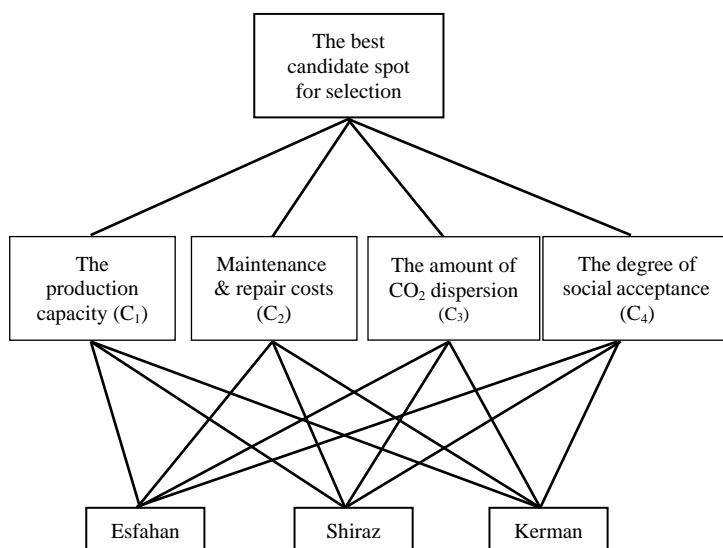 The best
candidate spot
for selection
The
production
capacity (C₁)
Maintenance
& repair costs
(C₂)
The amount of
CO₂ dispersion
(C₃)
The degree of
social acceptance
(C₄)
Esfahan
Shiraz
Kerman